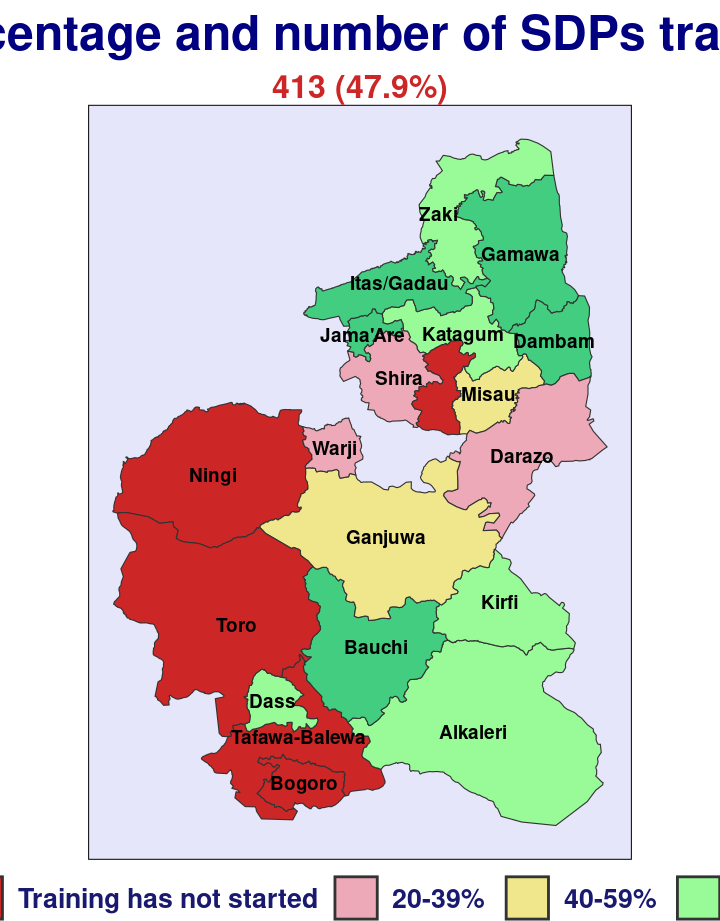 centage and number of SDPs tra
413 (47.9%)
Zaki
Gamawa
Itas/Gadau
Jama'Are
Katagum
Dambam
Shira
Misau
Warji
Darazo
Ningi
Ganjuwa
Kirfi
Toro
Bauchi
Dass
Alkaleri
Tafawa-Balewa
Bogoro
Training has not started 20-39% 40-59%